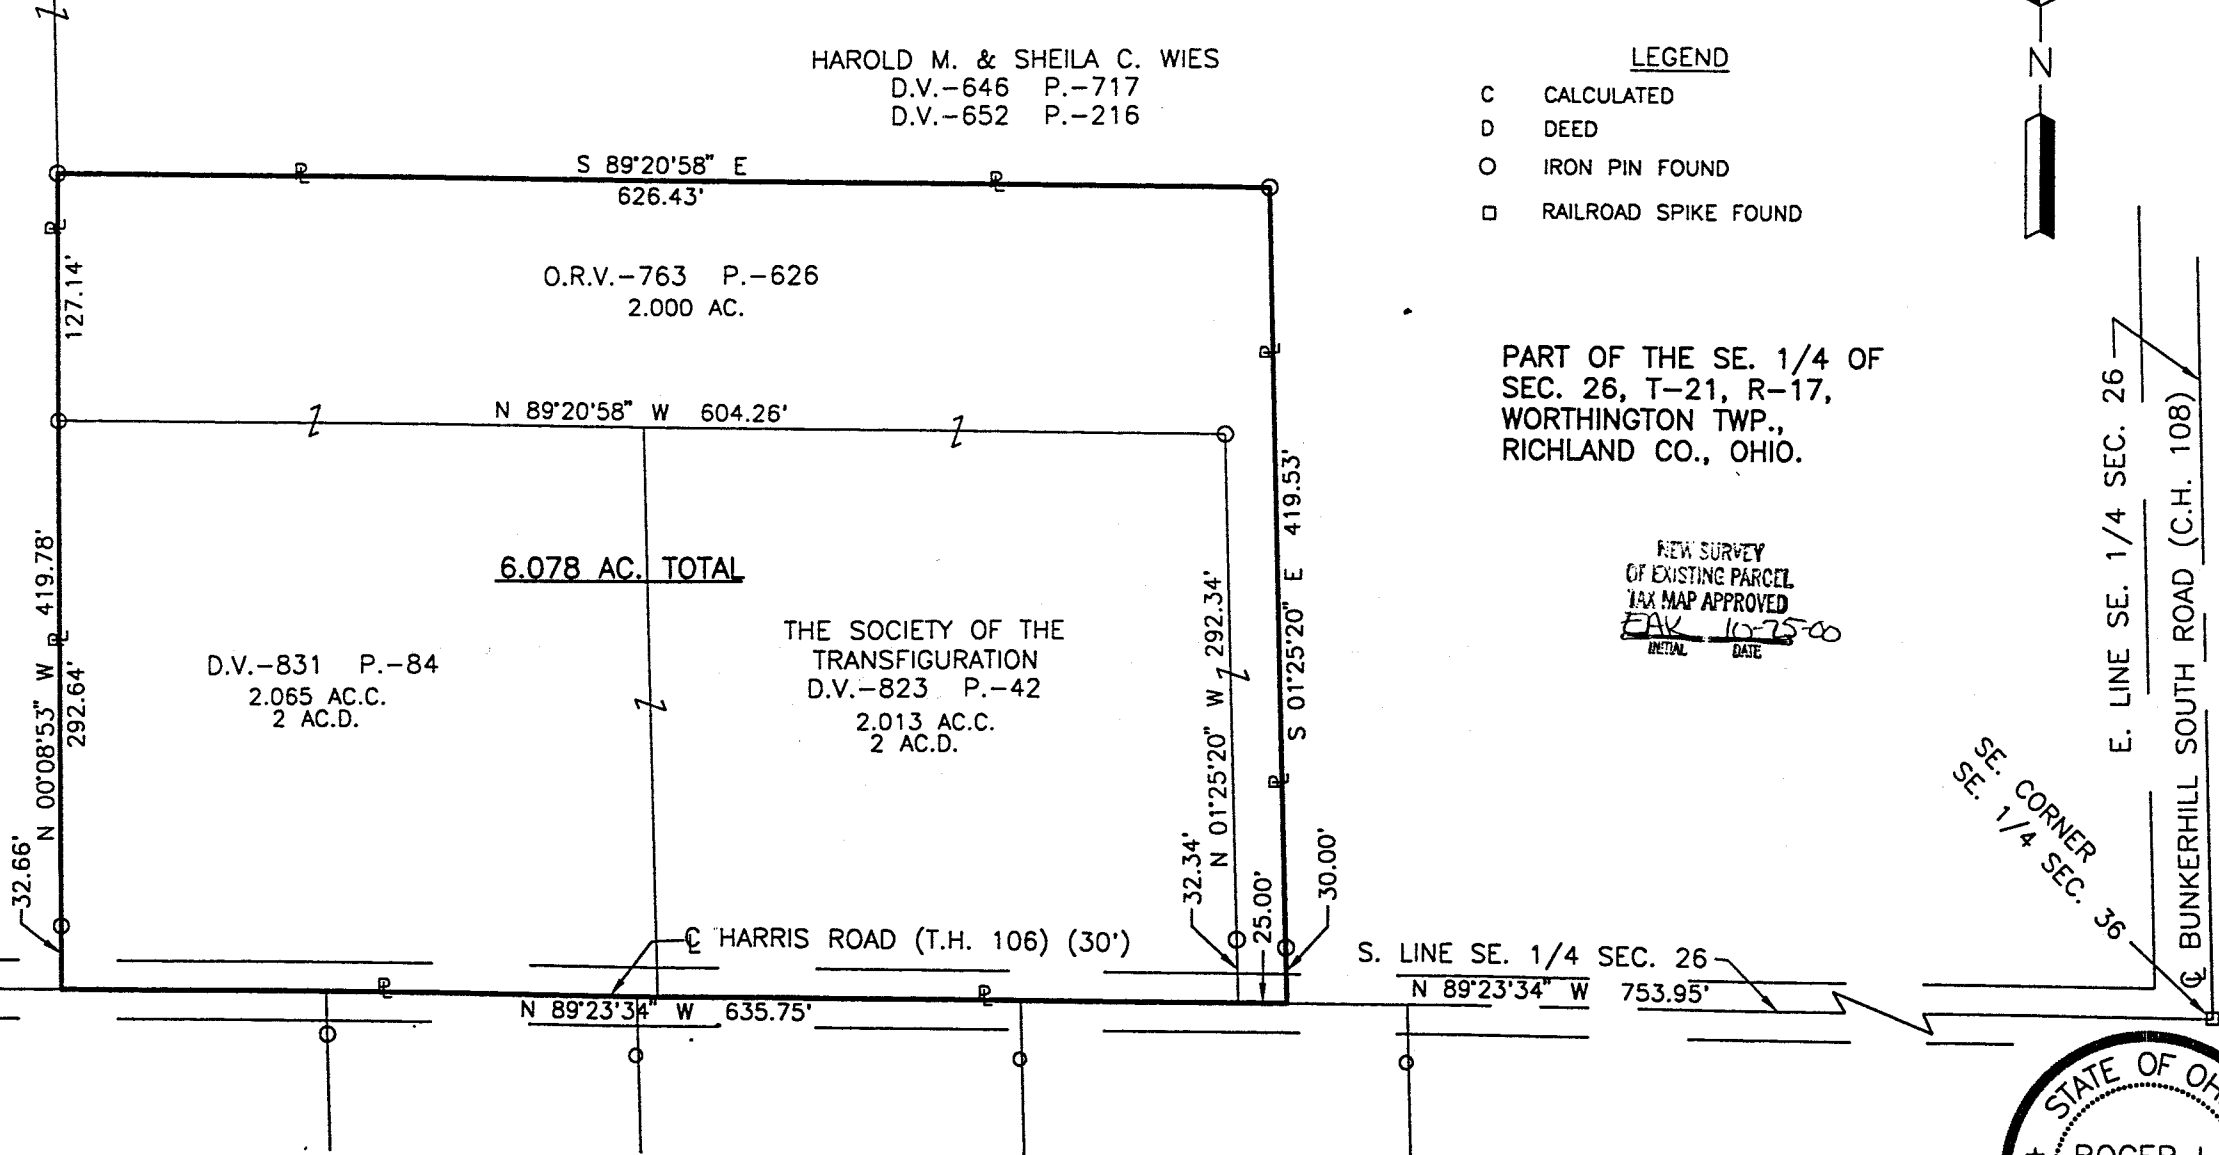 HAROLD M. & SHEILA C. WIES
D.V.-646 P.-717
D.V.-652 P.-216
LEGEND
C CALCULATED
D DEED
IRON PIN FOUND
RAILROAD SPIKE FOUND
N
S 89°20'58" E
626.43'
127.14'
O.R.V.-763 P.-626
2.000 AC.
N 89°20'58" W 604.26'
PART OF THE SE. 1/4 OF
SEC. 26, T-21, R-17,
WORTHINGTON TWP.,
RICHLAND CO., OHIO.
NEW SURVEY
OF EXISTING PARCEL
TAX MAP APPROVED
EAK 10-25-00
INITIAL DATE
6.078 AC. TOTAL
N 00°08'53" W 419.78'
292.64'
32.66'
D.V.-831 P.-84
2.065 AC.C.
2 AC.D.
THE SOCIETY OF THE
TRANSFIGURATION
D.V.-823 P.-42
2.013 AC.C.
2 AC.D.
N 01°25'20" W 292.34'
32.34'
S 01°25'20" E 419.53'
25.00'
30.00'
℄ HARRIS ROAD (T.H. 106) (30')
N 89°23'34" W 635.75'
S. LINE SE. 1/4 SEC. 26
N 89°23'34" W 753.95'
E. LINE SE. 1/4 SEC. 26
℄ BUNKERHILL SOUTH ROAD (C.H. 108)
SE. CORNER
SE. 1/4 SEC. 36
STATE OF OH
ROGER L